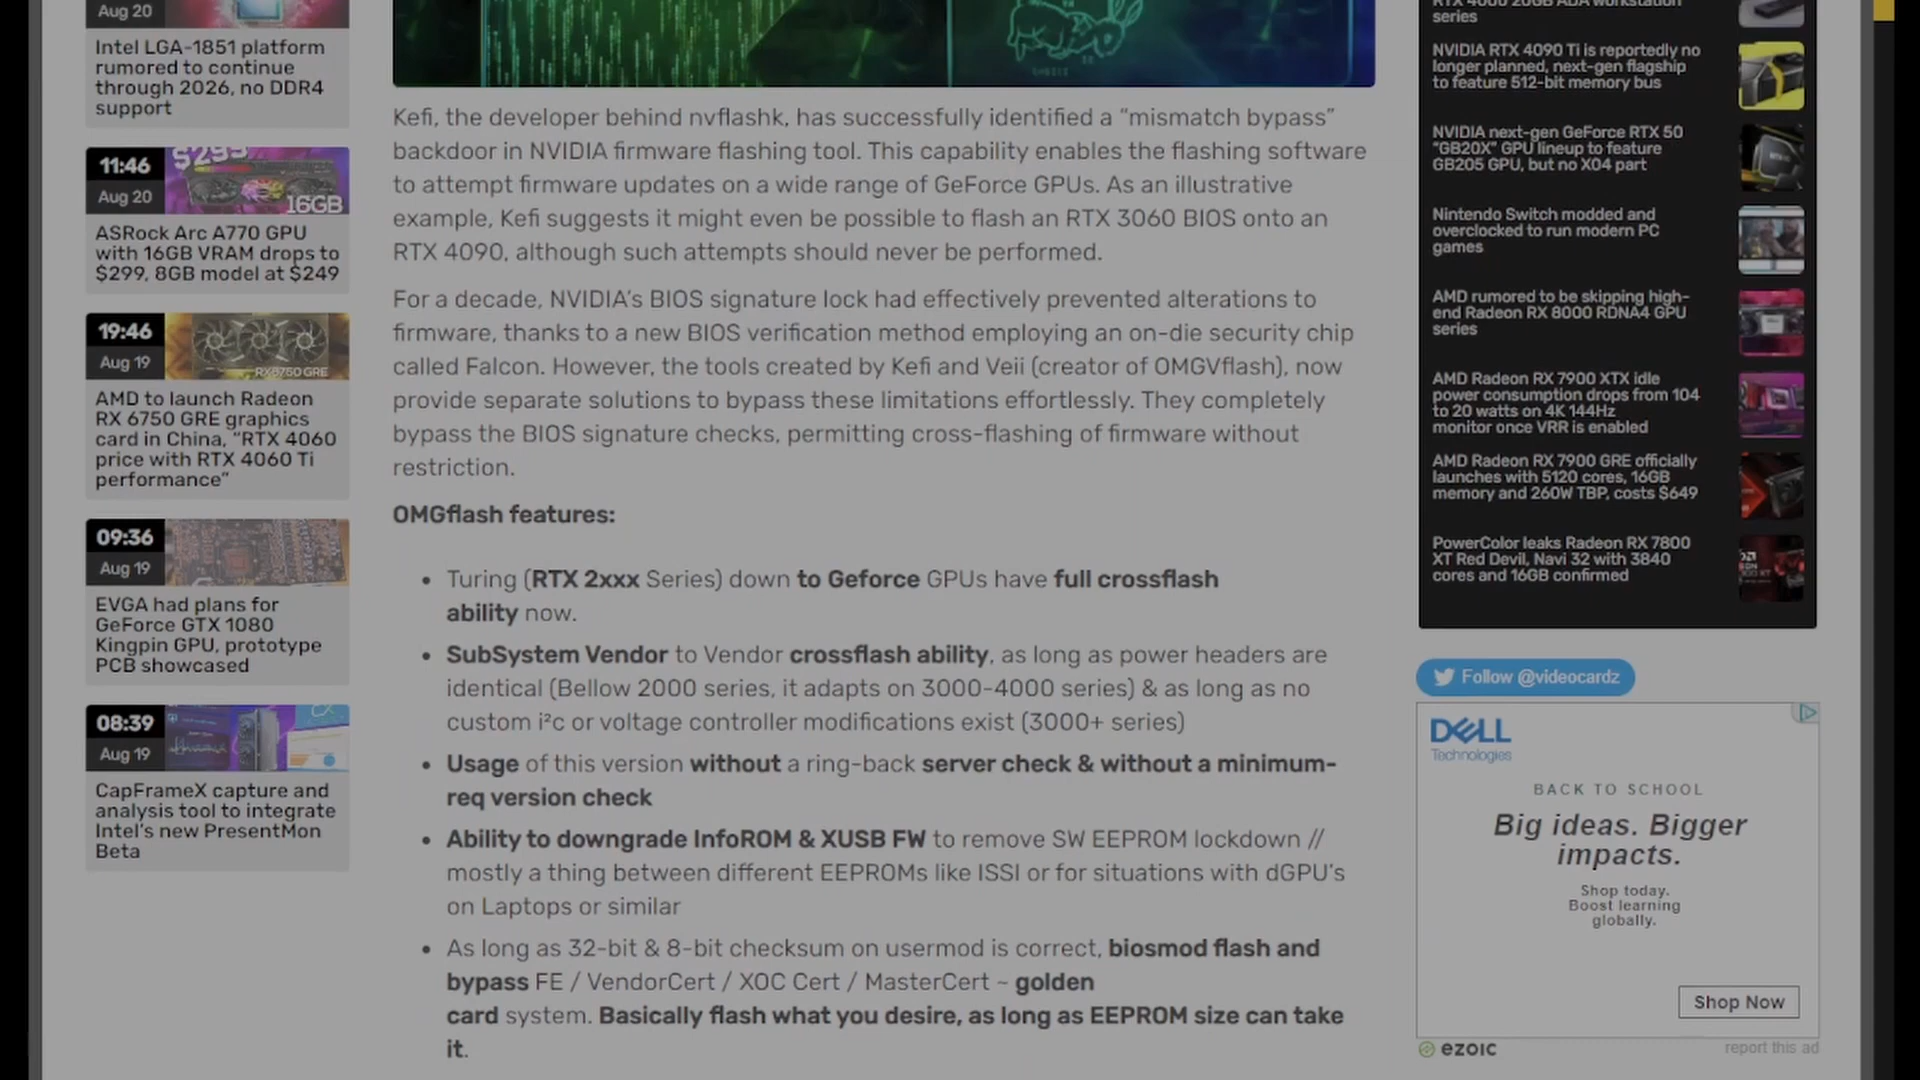 Aug 20
Intel LGA-1851 platform
rumored to continue
through 2026, no DDR4
support
11:46
Aug 20
$299
16GB
ASRock Arc A770 GPU
with 16GB VRAM drops to
$299, 8GB model at $249
19:46
Aug 19
RX6750 GRE
AMD to launch Radeon
RX 6750 GRE graphics
card in China, “RTX 4060
price with RTX 4060 Ti
performance”
09:36
Aug 19
EVGA had plans for
GeForce GTX 1080
Kingpin GPU, prototype
PCB showcased
08:39
Aug 19
CapFrameX capture and
analysis tool to integrate
Intel’s new PresentMon
Beta
Kefi, the developer behind nvflashk, has successfully identified a “mismatch bypass”
backdoor in NVIDIA firmware flashing tool. This capability enables the flashing software
to attempt firmware updates on a wide range of GeForce GPUs. As an illustrative
example, Kefi suggests it might even be possible to flash an RTX 3060 BIOS onto an
RTX 4090, although such attempts should never be performed.
For a decade, NVIDIA’s BIOS signature lock had effectively prevented alterations to
firmware, thanks to a new BIOS verification method employing an on-die security chip
called Falcon. However, the tools created by Kefi and Veii (creator of OMGVflash), now
provide separate solutions to bypass these limitations effortlessly. They completely
bypass the BIOS signature checks, permitting cross-flashing of firmware without
restriction.
OMGflash features:
• Turing (RTX 2xxx Series) down to Geforce GPUs have full crossflash
ability now.
• SubSystem Vendor to Vendor crossflash ability, as long as power headers are
identical (Bellow 2000 series, it adapts on 3000-4000 series) & as long as no
custom i²c or voltage controller modifications exist (3000+ series)
• Usage of this version without a ring-back server check & without a minimum-
req version check
• Ability to downgrade InfoROM & XUSB FW to remove SW EEPROM lockdown //
mostly a thing between different EEPROMs like ISSI or for situations with dGPU’s
on Laptops or similar
• As long as 32-bit & 8-bit checksum on usermod is correct, biosmod flash and
bypass FE / VendorCert / XOC Cert / MasterCert ~ golden
card system. Basically flash what you desire, as long as EEPROM size can take
it.
RTX 4000 20GB ADA workstation
series
NVIDIA RTX 4090 Ti is reportedly no
longer planned, next-gen flagship
to feature 512-bit memory bus
NVIDIA next-gen GeForce RTX 50
“GB20X” GPU lineup to feature
GB205 GPU, but no X04 part
Nintendo Switch modded and
overclocked to run modern PC
games
AMD rumored to be skipping high-
end Radeon RX 8000 RDNA4 GPU
series
AMD Radeon RX 7900 XTX idle
power consumption drops from 104
to 20 watts on 4K 144Hz
monitor once VRR is enabled
AMD Radeon RX 7900 GRE officially
launches with 5120 cores, 16GB
memory and 260W TBP, costs $649
PowerColor leaks Radeon RX 7800
XT Red Devil, Navi 32 with 3840
cores and 16GB confirmed
Follow @videocardz
DELL
Technologies
BACK TO SCHOOL
Big ideas. Bigger
impacts.
Shop today.
Boost learning
globally.
Shop Now
ezoic
report this ad